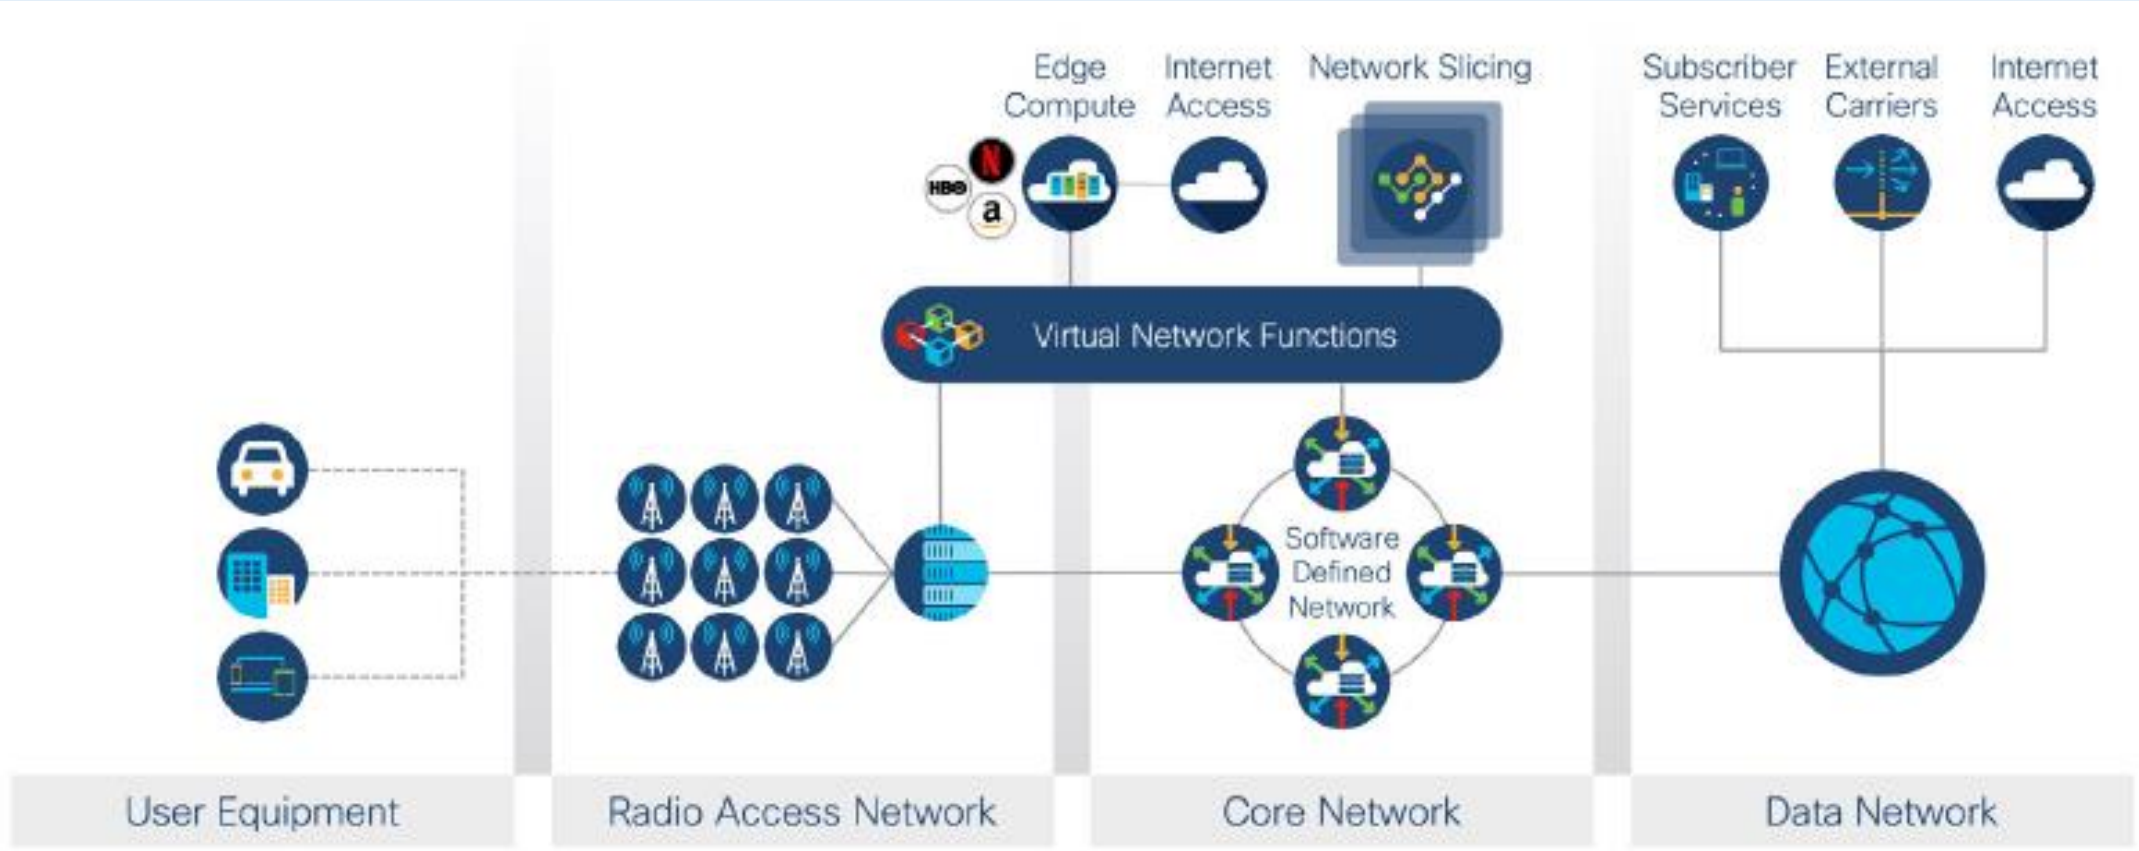 Edge
Compute
Internet
Access
Network Slicing
Subscriber
Services
External
Carriers
Internet
Access
N
HBO
a
Virtual Network Functions
Software
Defined
Network
User Equipment
Radio Access Network
Core Network
Data Network